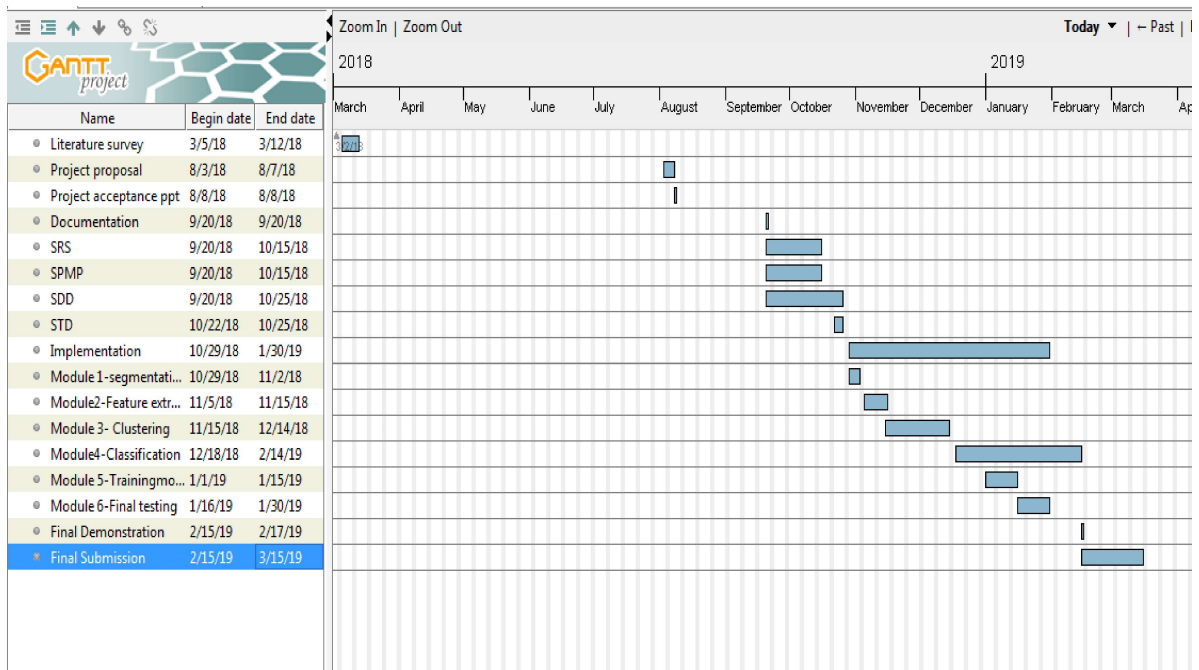 Zoom In | Zoom Out
Today ▼ | ← Past |
GANTT
project
2018 2019
March April May June July August September October November December January February March Ap
Name Begin date End date
Literature survey 3/5/18 3/12/18
Project proposal 8/3/18 8/7/18
Project acceptance ppt 8/8/18 8/8/18
Documentation 9/20/18 9/20/18
SRS 9/20/18 10/15/18
SPMP 9/20/18 10/15/18
SDD 9/20/18 10/25/18
STD 10/22/18 10/25/18
Implementation 10/29/18 1/30/19
Module 1-segmentati... 10/29/18 11/2/18
Module2-Feature extr... 11/5/18 11/15/18
Module 3- Clustering 11/15/18 12/14/18
Module4-Classification 12/18/18 2/14/19
Module 5-Trainingmo... 1/1/19 1/15/19
Module 6-Final testing 1/16/19 1/30/19
Final Demonstration 2/15/19 2/17/19
Final Submission 2/15/19 3/15/19